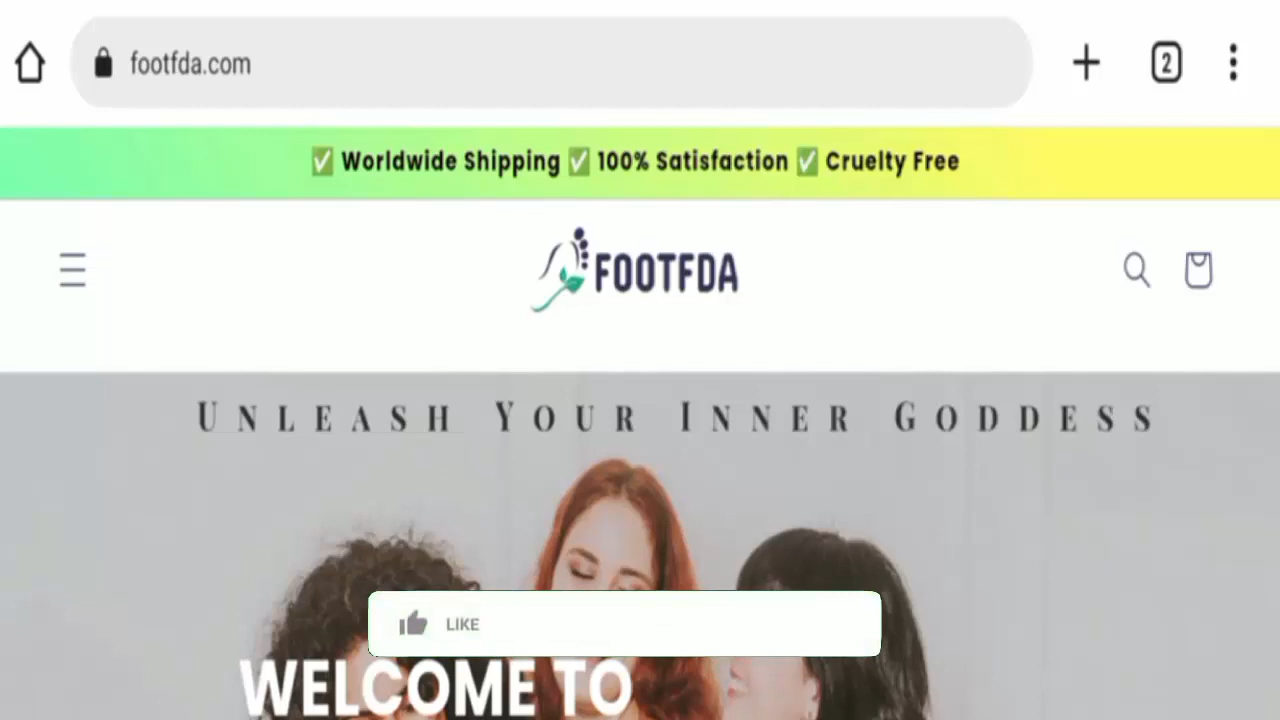 footfda.com
2
✅ Worldwide Shipping ✅ 100% Satisfaction ✅ Cruelty Free
FOOTFDA
UNLEASH YOUR INNER GODDESS
LIKE
WELCOME TO